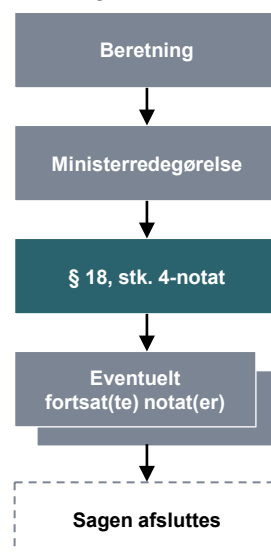 Beretning
Ministerredegørelse
§ 18, stk. 4-notat
Eventuelt
fortsat(te) notat(er)
Sagen afsluttes